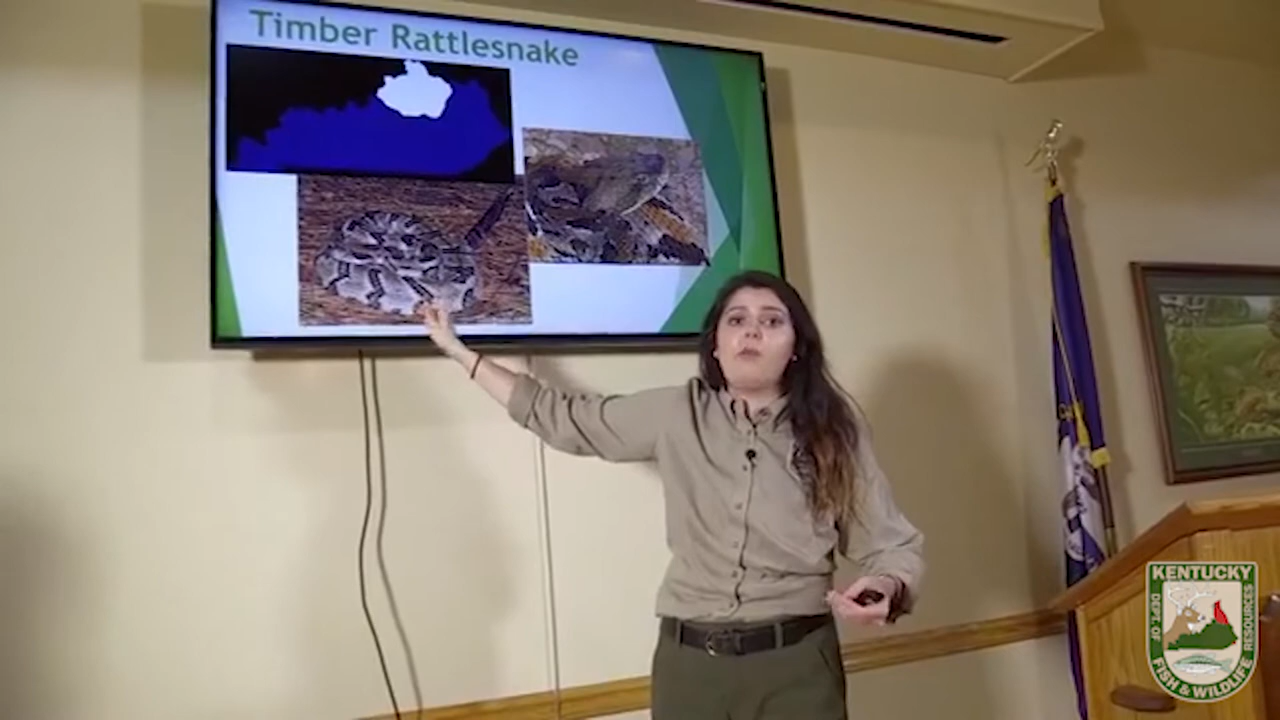 Timber Rattlesnake
KENTUCKY
DEPT. OF
FISH & WILDLIFE
RESOURCES